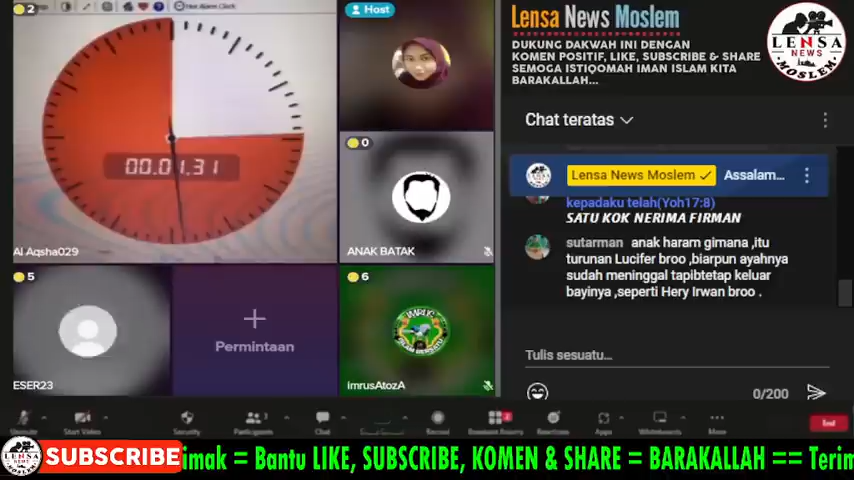 2
Hot Alarm Clock
00.01.31
Al Aqsha029
Host
0
ANAK BATAK
5
ESER23
+
Permintaan
6
IMRUS
ISLAM BERSATU
imrusAtozA
Lensa News Moslem
DUKUNG DAKWAH INI DENGAN
KOMEN POSITIF, LIKE, SUBSCRIBE & SHARE
SEMOGA ISTIQOMAH IMAN ISLAM KITA
BARAKALLAH...
LENSA
NEWS
MOSLEM
Chat teratas
Lensa News Moslem ✓ Assalam...
kepadaku telah(Yoh17:8)
SATU KOK NERIMA FIRMAN
sutarman anak haram gimana,itu
turunan Lucifer broo ,biarpun ayahnya
sudah meninggal tapibtetap keluar
bayinya ,seperti Hery Irwan broo .
Tulis sesuatu...
0/200
Start Video
Security
Participants
Chat
Record
Breakout Rooms
Reactions
Apps
Whiteboards
More
End
LENSA
NEWS
MOSLEM
SUBSCRIBE
imak = Bantu LIKE, SUBSCRIBE, KOMEN & SHARE = BARAKALLAH == Terim